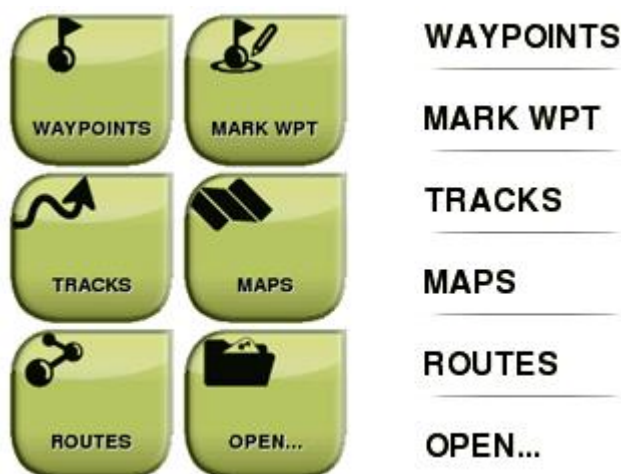 WAYPOINTS
MARK WPT
TRACKS
MAPS
ROUTES
OPEN...
WAYPOINTS
MARK WPT
TRACKS
MAPS
ROUTES
OPEN...